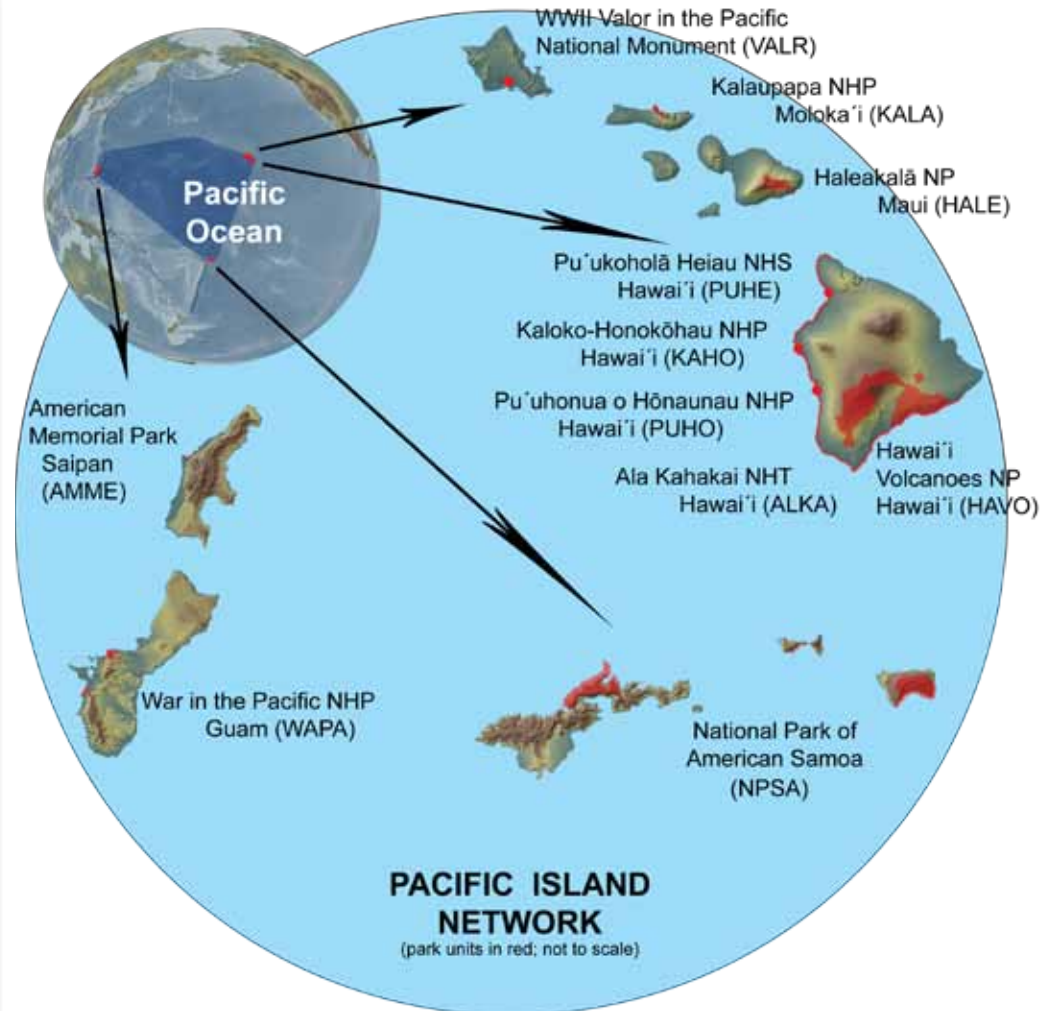 WWII Valor in the Pacific
National Monument (VALR)
Kalaupapa NHP
Moloka´i (KALA)
Pacific
Ocean
Haleakalā NP
Maui (HALE)
Pu´ukoholā Heiau NHS
Hawai´i (PUHE)
Kaloko-Honokōhau NHP
Hawai´i (KAHO)
Pu´uhonua o Hōnaunau NHP
Hawai´i (PUHO)
Ala Kahakai NHT
Hawai´i (ALKA)
Hawai´i
Volcanoes NP
Hawai´i (HAVO)
American
Memorial Park
Saipan
(AMME)
War in the Pacific NHP
Guam (WAPA)
National Park of
American Samoa
(NPSA)
PACIFIC ISLAND
NETWORK
(park units in red; not to scale)